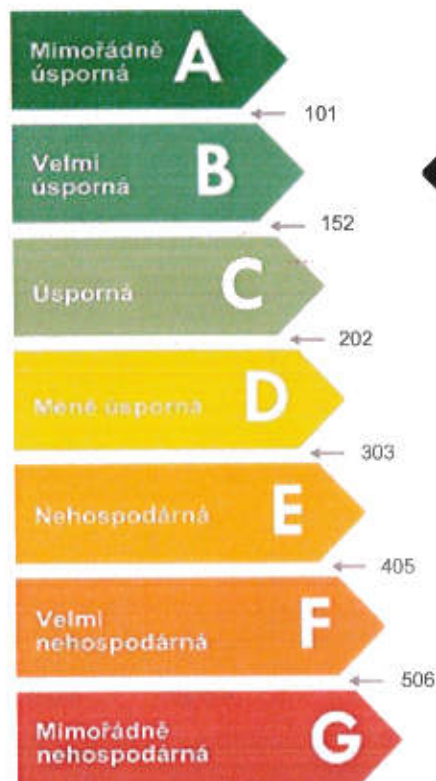 Mimořádně
úsporná
A
101
Velmi
úsporná
B
152
Úsporná
C
202
Méně úsporná
D
303
Nehospodárná
E
405
Velmi
nehospodárná
F
506
Mimořádně
nehospodárná
G